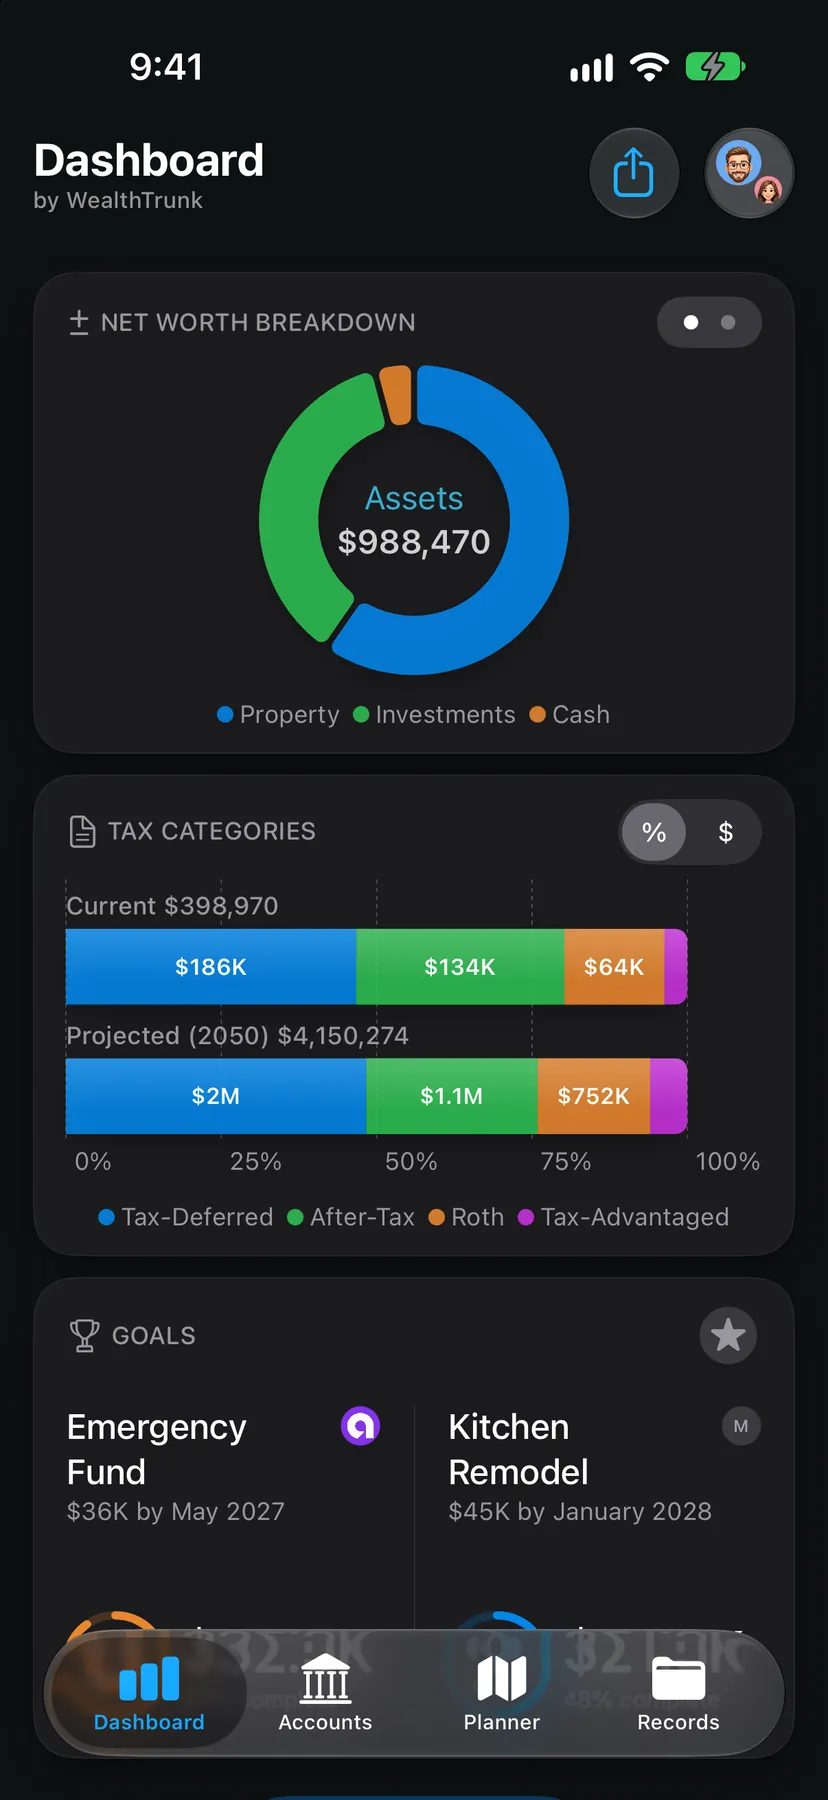 9:41
Dashboard
by WealthTrunk
NET WORTH BREAKDOWN
Assets
$988,470
Property Investments Cash
TAX CATEGORIES
% $
Current $398,970
$186K $134K $64K
Projected (2050) $4,150,274
$2M $1.1M $752K
0% 25% 50% 75% 100%
Tax-Deferred After-Tax Roth Tax-Advantaged
GOALS
Emergency
Fund
$36K by May 2027
Kitchen
Remodel
M
$45K by January 2028
48% complete
Dashboard Accounts Planner Records